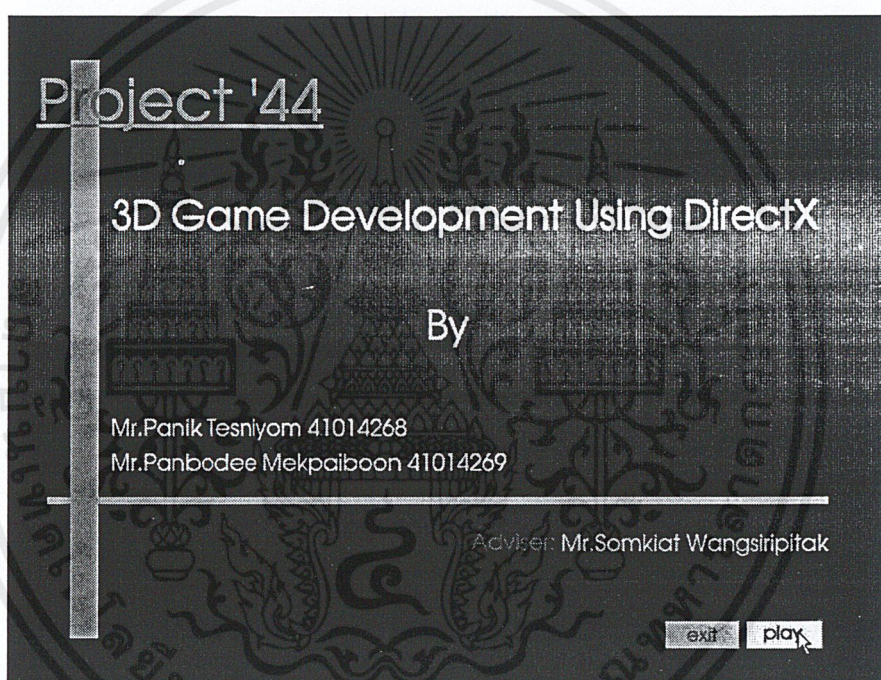 Project '44
3D Game Development Using DirectX
By
Mr.Panik Tesniyom 41014268
Mr.Panbodee Mekpaiboon 41014269
Adviser: Mr.Somkiat Wangsiripitak
exit play